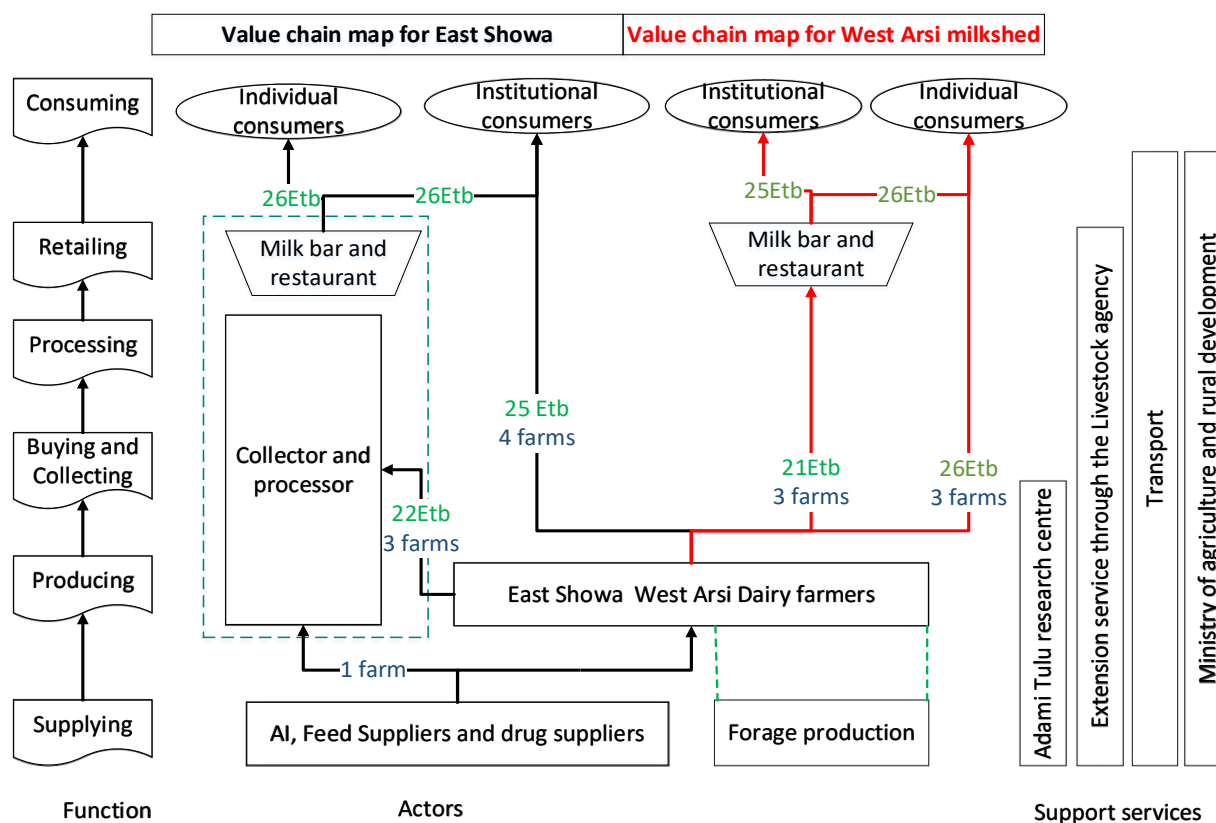 Value chain map for East Showa
Value chain map for West Arsi milkshed
Consuming
Individual
consumers
Institutional
consumers
Institutional
consumers
Individual
consumers
26Etb
26Etb
25Etb
26Etb
Retailing
Milk bar and
restaurant
Milk bar and
restaurant
Processing
25 Etb
4 farms
Buying and
Collecting
Collector and
processor
22Etb
3 farms
21Etb
3 farms
26Etb
3 farms
Producing
East Showa  West Arsi Dairy farmers
1 farm
Supplying
AI, Feed Suppliers and drug suppliers
Forage production
Adami Tulu research centre
Extension service through the Livestock agency
Transport
Ministry of agriculture and rural development
Function
Actors
Support services